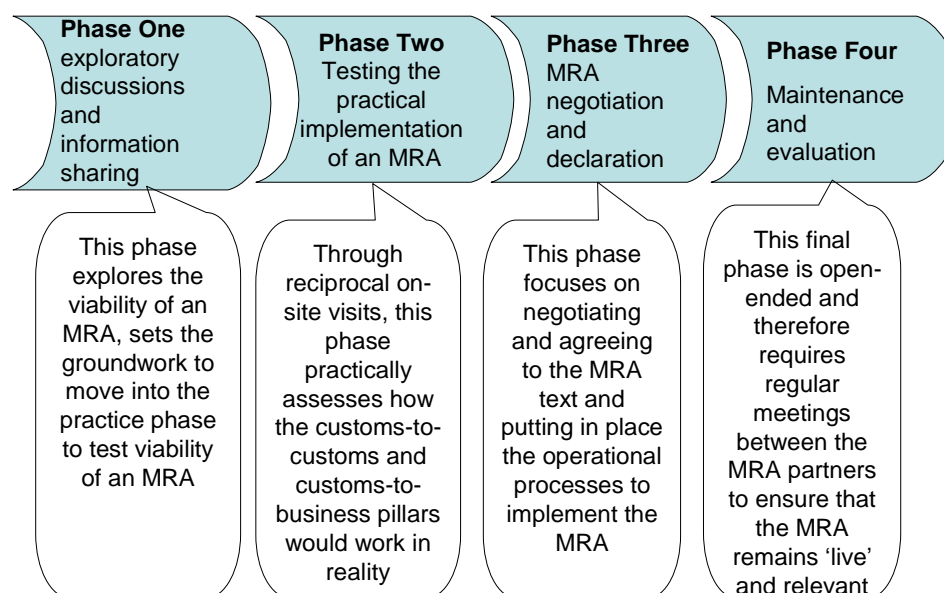 Phase One
exploratory
discussions
and
information
sharing
Phase Two
Testing the
practical
implementation
of an MRA
Phase Three
MRA
negotiation
and
declaration
Phase Four
Maintenance
and
evaluation
This phase
explores the
viability of an
MRA, sets the
groundwork to
move into the
practice phase
to test viability
of an MRA
Through
reciprocal on-
site visits, this
phase
practically
assesses how
the customs-to-
customs and
customs-to-
business pillars
would work in
reality
This phase
focuses on
negotiating
and agreeing
to the MRA
text and
putting in place
the operational
processes to
implement the
MRA
This final
phase is open-
ended and
therefore
requires
regular
meetings
between the
MRA partners
to ensure that
the MRA
remains ‘live’
and relevant